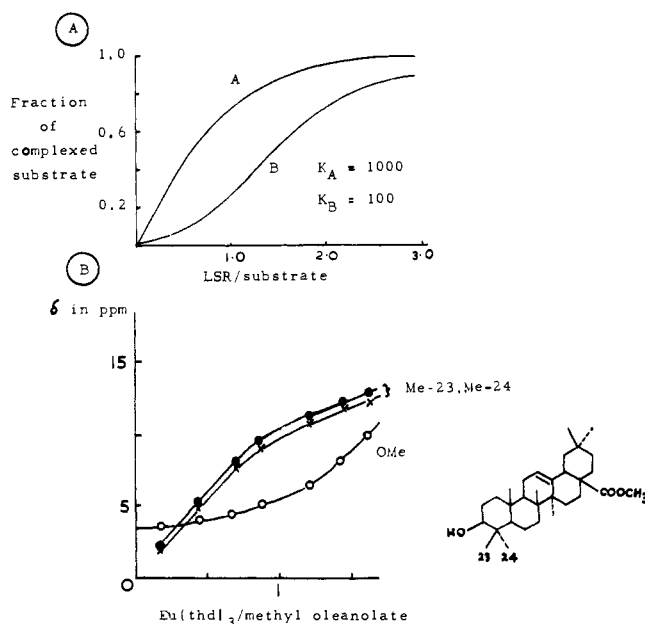 A
1.0
Fraction
of
complexed
substrate
0.6
0.2
A
B
K_A = 1000
K_B = 100
1.0 2.0 3.0
LSR/substrate
B
δ in ppm
15
5
0
1
Me-23,Me-24
OMe
Eu(thd)3/methyl oleanolate
HO
23 24
COOCH3